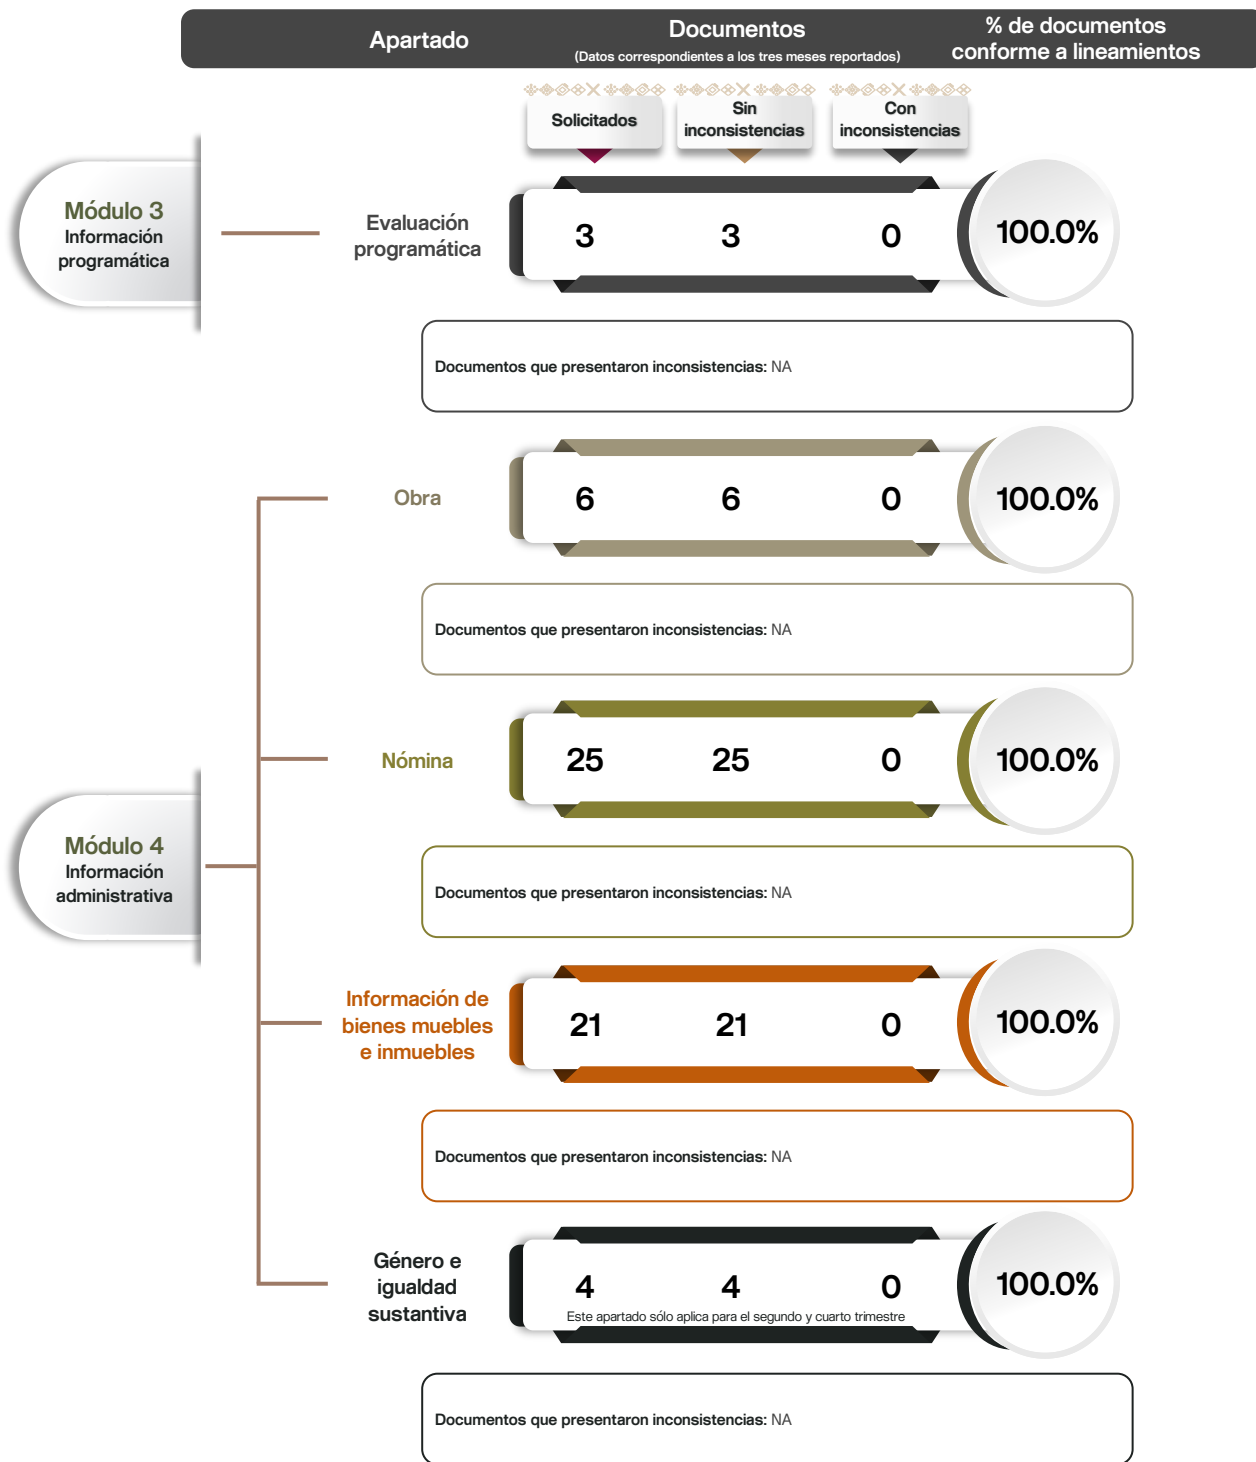 Apartado
Documentos
(Datos correspondientes a los tres meses reportados)
% de documentos
conforme a lineamientos
Solicitados
Sin
inconsistencias
Con
inconsistencias
Módulo 3
Información
programática
Evaluación
programática
3 3 0 100.0%
Documentos que presentaron inconsistencias: NA
Obra
6 6 0 100.0%
Documentos que presentaron inconsistencias: NA
Nómina
25 25 0 100.0%
Documentos que presentaron inconsistencias: NA
Módulo 4
Información
administrativa
Información de
bienes muebles
e inmuebles
21 21 0 100.0%
Documentos que presentaron inconsistencias: NA
Género e
igualdad
sustantiva
4 4 0 100.0%
Este apartado sólo aplica para el segundo y cuarto trimestre
Documentos que presentaron inconsistencias: NA